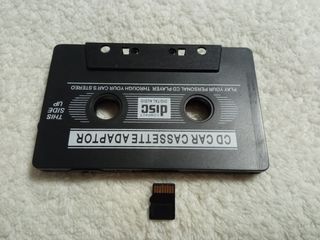 CD CAR CASSETTE ADAPTOR
THIS
SIDE
UP
COMPACT
disc
DIGITAL AUDIO
PLAY YOUR PERSONAL CD PLAYER THROUGH YOUR CAR'S STEREO